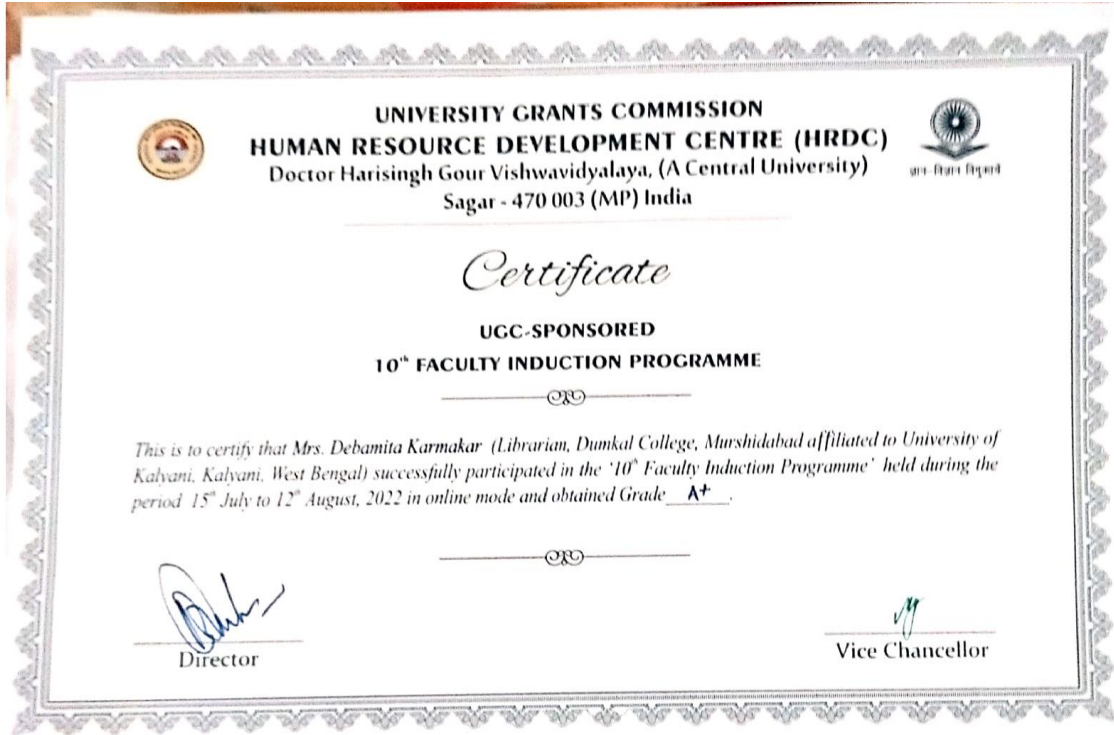 UNIVERSITY GRANTS COMMISSION
HUMAN RESOURCE DEVELOPMENT CENTRE (HRDC)
Doctor Harisingh Gour Vishwavidyalaya, (A Central University)
Sagar - 470 003 (MP) India
ज्ञान-विज्ञान विमुक्तये
Certificate
UGC-SPONSORED
10th FACULTY INDUCTION PROGRAMME
This is to certify that Mrs. Debamita Karmakar (Librarian, Dumkal College, Murshidabad affiliated to University of
Kalyani, Kalyani, West Bengal) successfully participated in the '10th Faculty Induction Programme' held during the
period 15th July to 12th August, 2022 in online mode and obtained Grade A+.
Director
Vice Chancellor